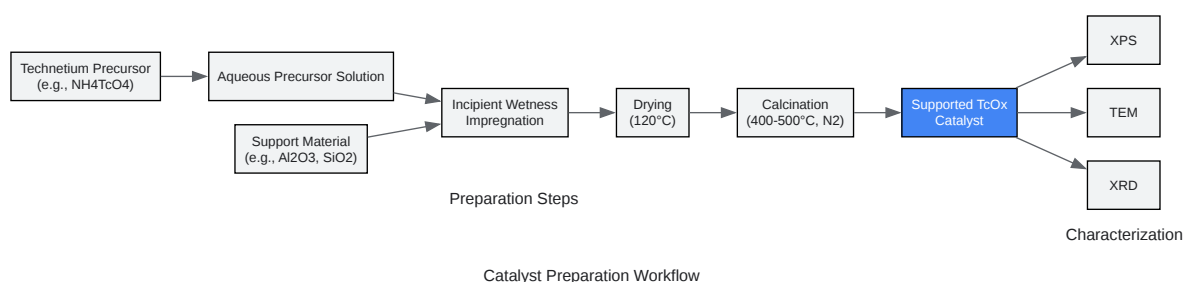 Technetium Precursor
(e.g., NH4TcO4)
Aqueous Precursor Solution
Support Material
(e.g., Al2O3, SiO2)
Incipient Wetness
Impregnation
Drying
(120°C)
Calcination
(400-500°C, N2)
Supported TcOx
Catalyst
XPS
TEM
XRD
Preparation Steps
Characterization
Catalyst Preparation Workflow